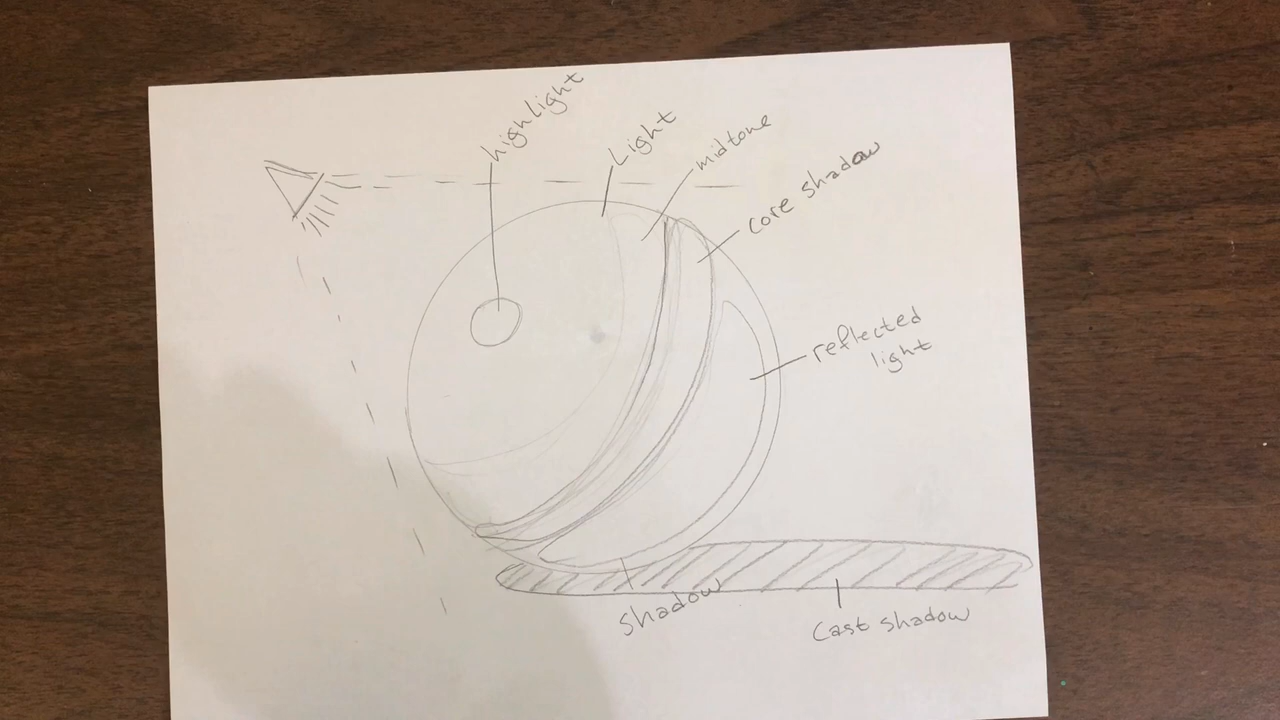 highlight
Light
midtone
core shadow
reflected
light
shadow
Cast shadow